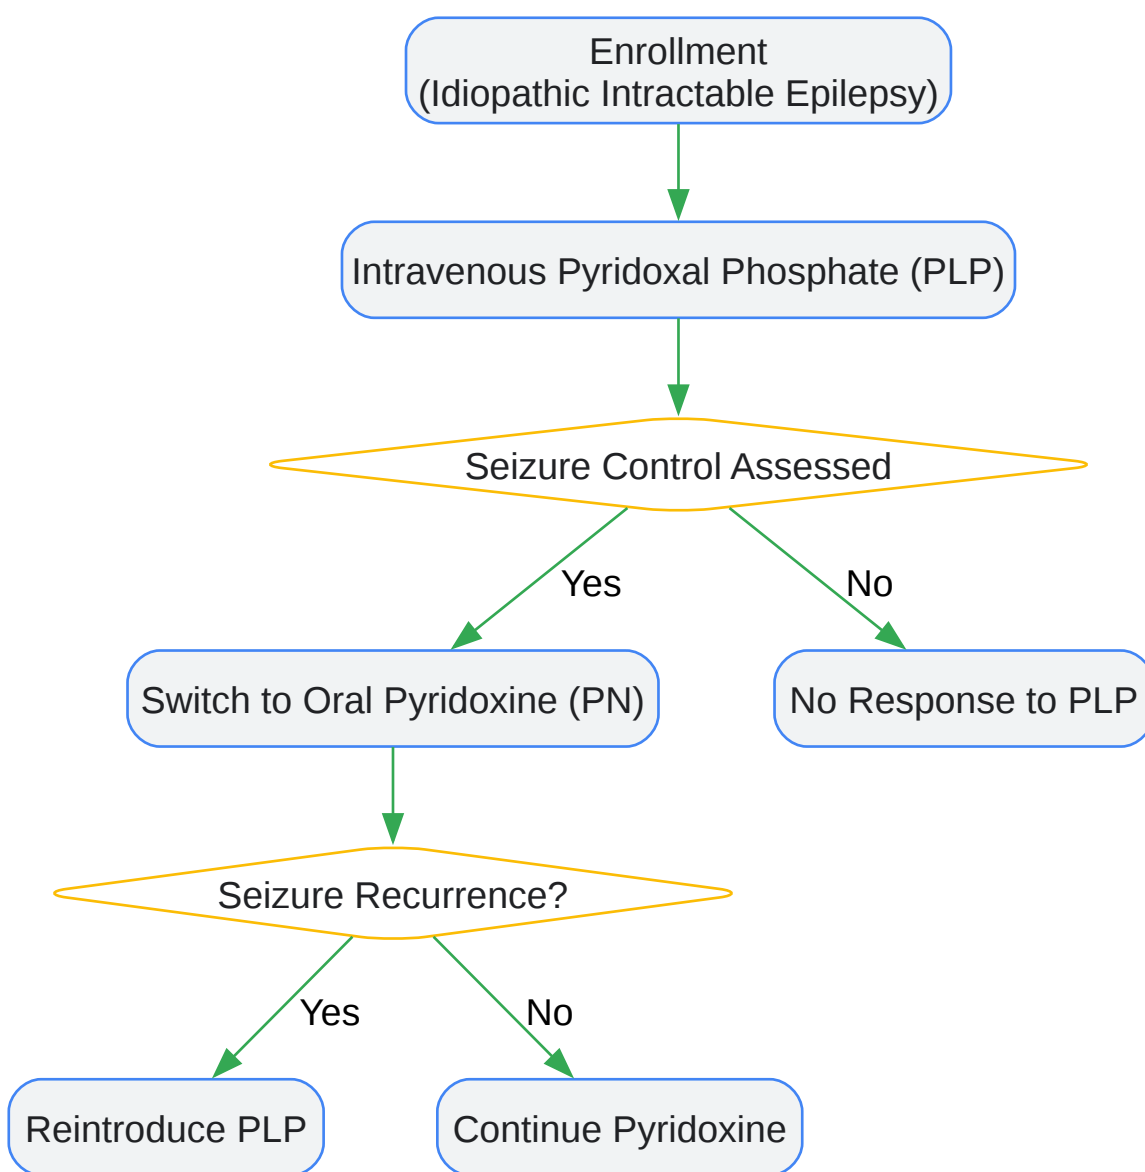 Enrollment
(Idiopathic Intractable Epilepsy)
Intravenous Pyridoxal Phosphate (PLP)
Seizure Control Assessed
Yes
No
Switch to Oral Pyridoxine (PN)
No Response to PLP
Seizure Recurrence?
Yes
No
Reintroduce PLP
Continue Pyridoxine